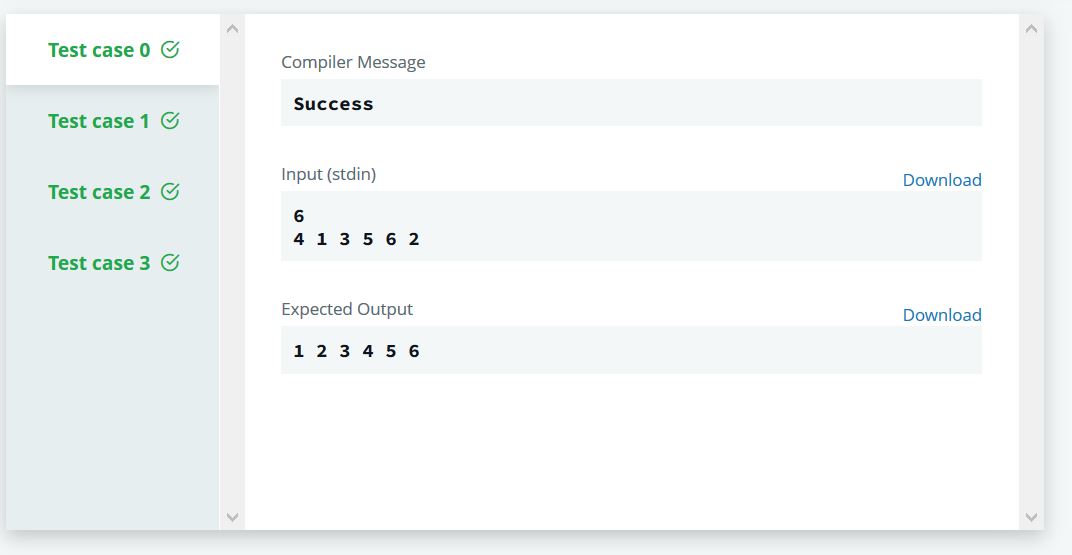 Test case 0
Test case 1
Test case 2
Test case 3
Compiler Message
Success
Input (stdin)
Download
6
4 1 3 5 6 2
Expected Output
Download
1 2 3 4 5 6